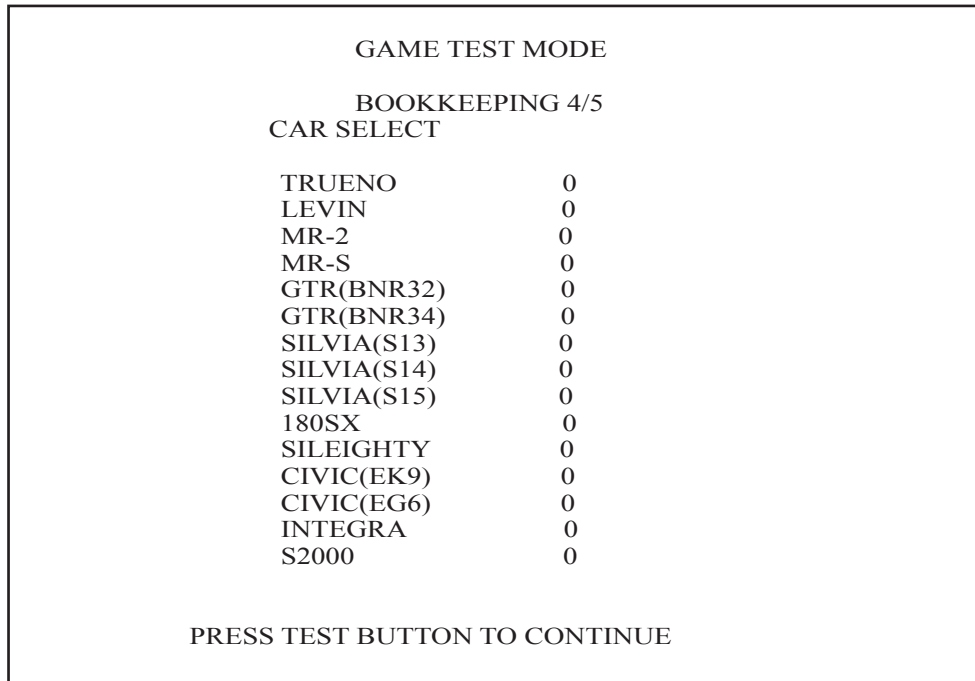 GAME TEST MODE
BOOKKEEPING 4/5
CAR SELECT
TRUENO 0
LEVIN 0
MR-2 0
MR-S 0
GTR(BNR32) 0
GTR(BNR34) 0
SILVIA(S13) 0
SILVIA(S14) 0
SILVIA(S15) 0
180SX 0
SILEIGHTY 0
CIVIC(EK9) 0
CIVIC(EG6) 0
INTEGRA 0
S2000 0
PRESS TEST BUTTON TO CONTINUE